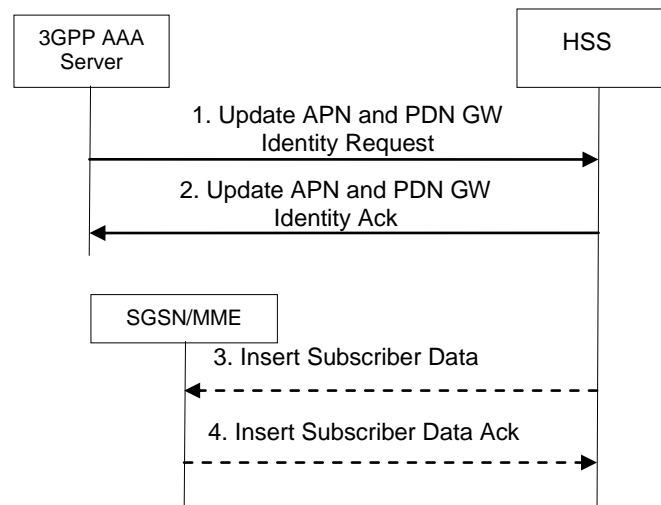 3GPP AAA
Server
HSS
1. Update APN and PDN GW
Identity Request
2. Update APN and PDN GW
Identity Ack
SGSN/MME
3. Insert Subscriber Data
4. Insert Subscriber Data Ack